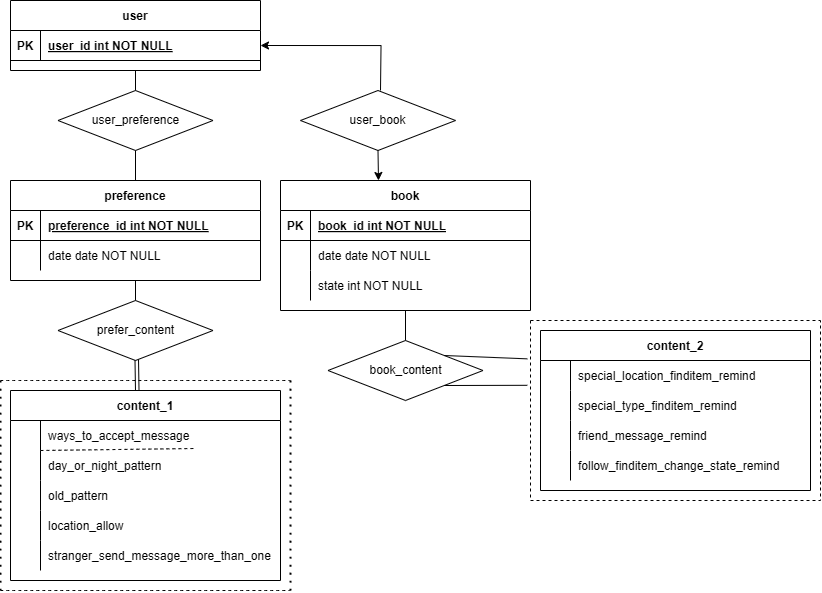 user
PK user_id int NOT NULL
user_preference
user_book
preference
PK preference_id int NOT NULL
date date NOT NULL
book
PK book_id int NOT NULL
date date NOT NULL
state int NOT NULL
prefer_content
book_content
content_1
ways_to_accept_message
day_or_night_pattern
old_pattern
location_allow
stranger_send_message_more_than_one
content_2
special_location_finditem_remind
special_type_finditem_remind
friend_message_remind
follow_finditem_change_state_remind